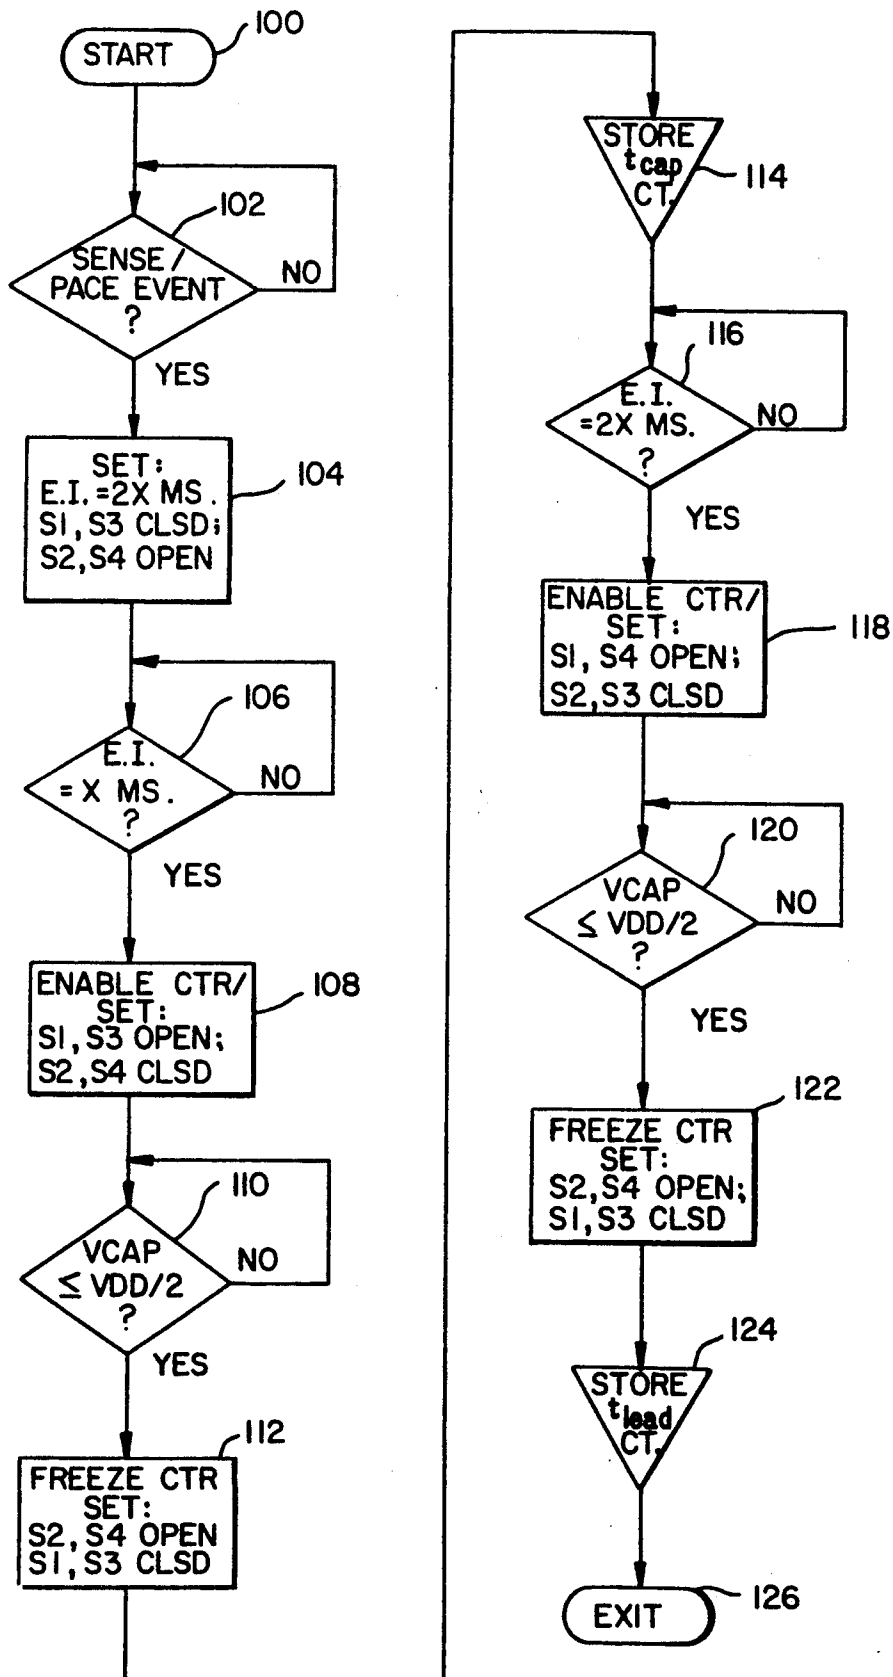 START
100
102
SENSE/
PACE EVENT
?
NO
YES
SET:
E.I.=2X MS.
S1, S3 CLSD;
S2, S4 OPEN
104
106
E.I.
= X MS.
?
NO
YES
ENABLE CTR/
SET:
S1, S3 OPEN;
S2, S4 CLSD
108
110
VCAP
≤ VDD/2
?
NO
YES
112
FREEZE CTR
SET:
S2, S4 OPEN
S1, S3 CLSD
STORE
tcap
CT.
114
116
E.I.
=2X MS.
?
NO
YES
ENABLE CTR/
SET:
S1, S4 OPEN;
S2, S3 CLSD
118
120
VCAP
≤ VDD/2
?
NO
YES
122
FREEZE CTR
SET:
S2, S4 OPEN;
S1, S3 CLSD
124
STORE
tlead
CT.
126
EXIT